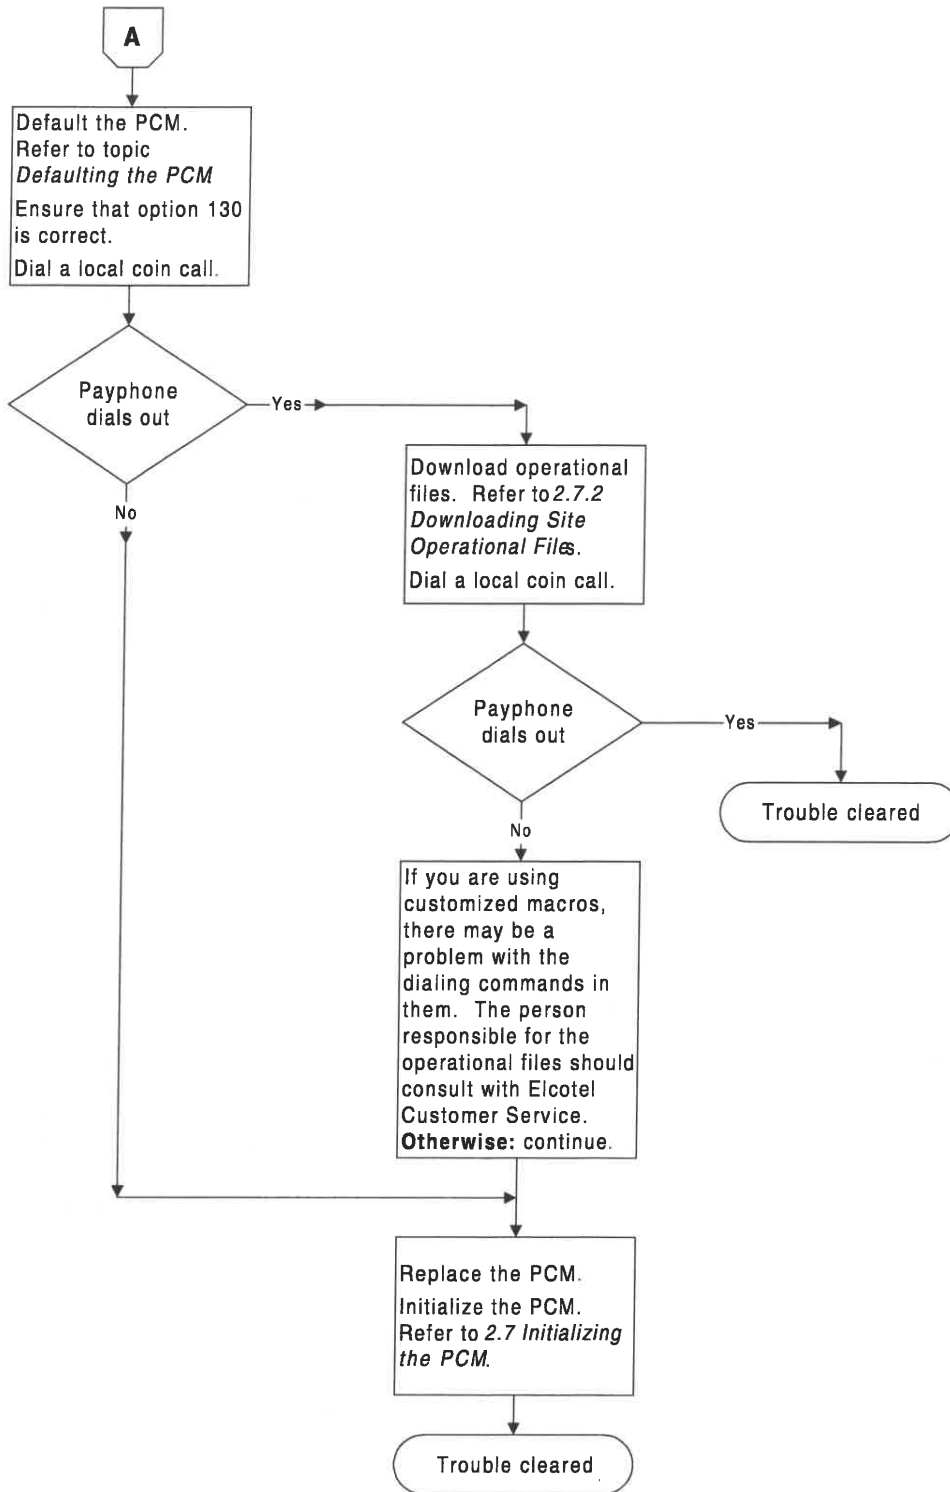 A
Default the PCM.
Refer to topic
Defaulting the PCM
Ensure that option 130
is correct.
Dial a local coin call.
Payphone
dials out
Yes
No
Download operational
files. Refer to 2.7.2
Downloading Site
Operational Files.
Dial a local coin call.
Payphone
dials out
Yes
Trouble cleared
No
If you are using
customized macros,
there may be a
problem with the
dialing commands in
them. The person
responsible for the
operational files should
consult with Elcotel
Customer Service.
Otherwise: continue.
Replace the PCM.
Initialize the PCM.
Refer to 2.7 Initializing
the PCM.
Trouble cleared